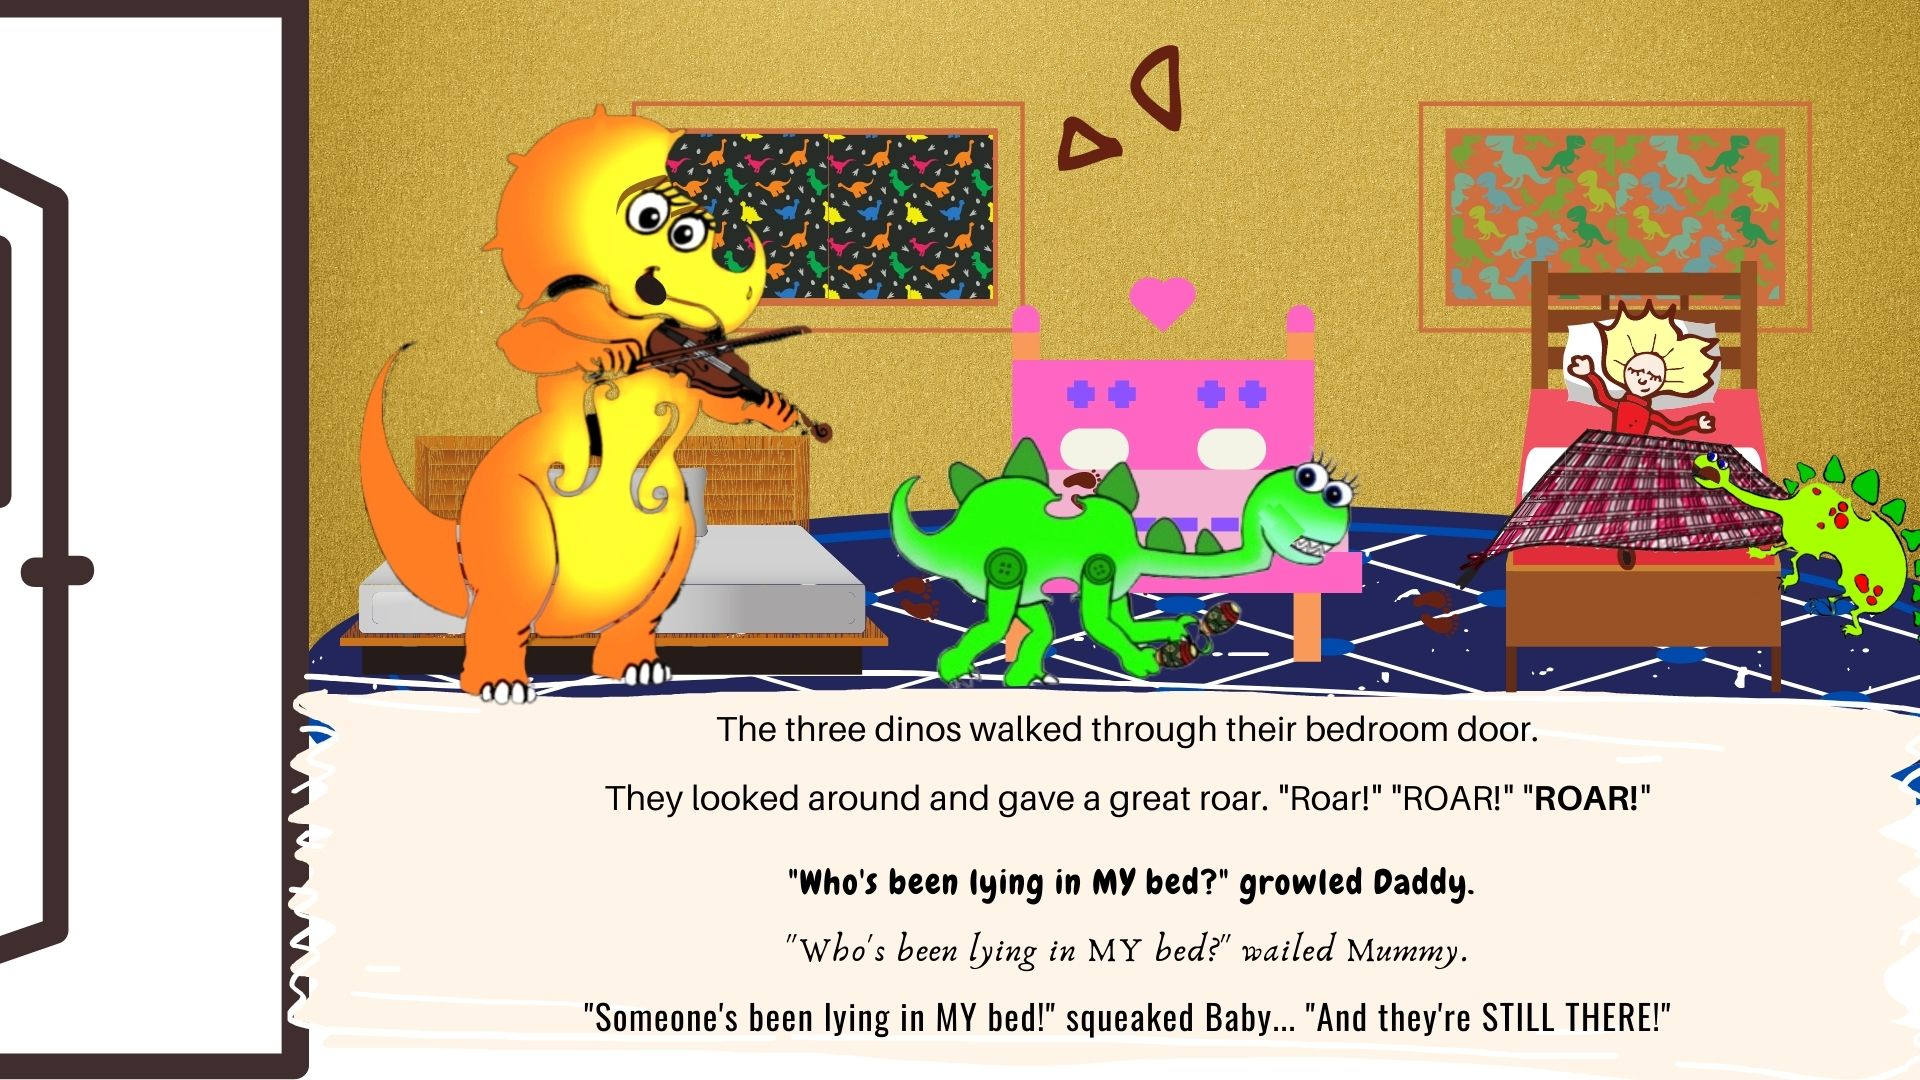 The three dinos walked through their bedroom door.
They looked around and gave a great roar. "Roar!" "ROAR!" "ROAR!"
"Who's been lying in MY bed?" growled Daddy.
"Who's been lying in MY bed?" wailed Mummy.
"Someone's been lying in MY bed!" squeaked Baby... "And they're STILL THERE!"